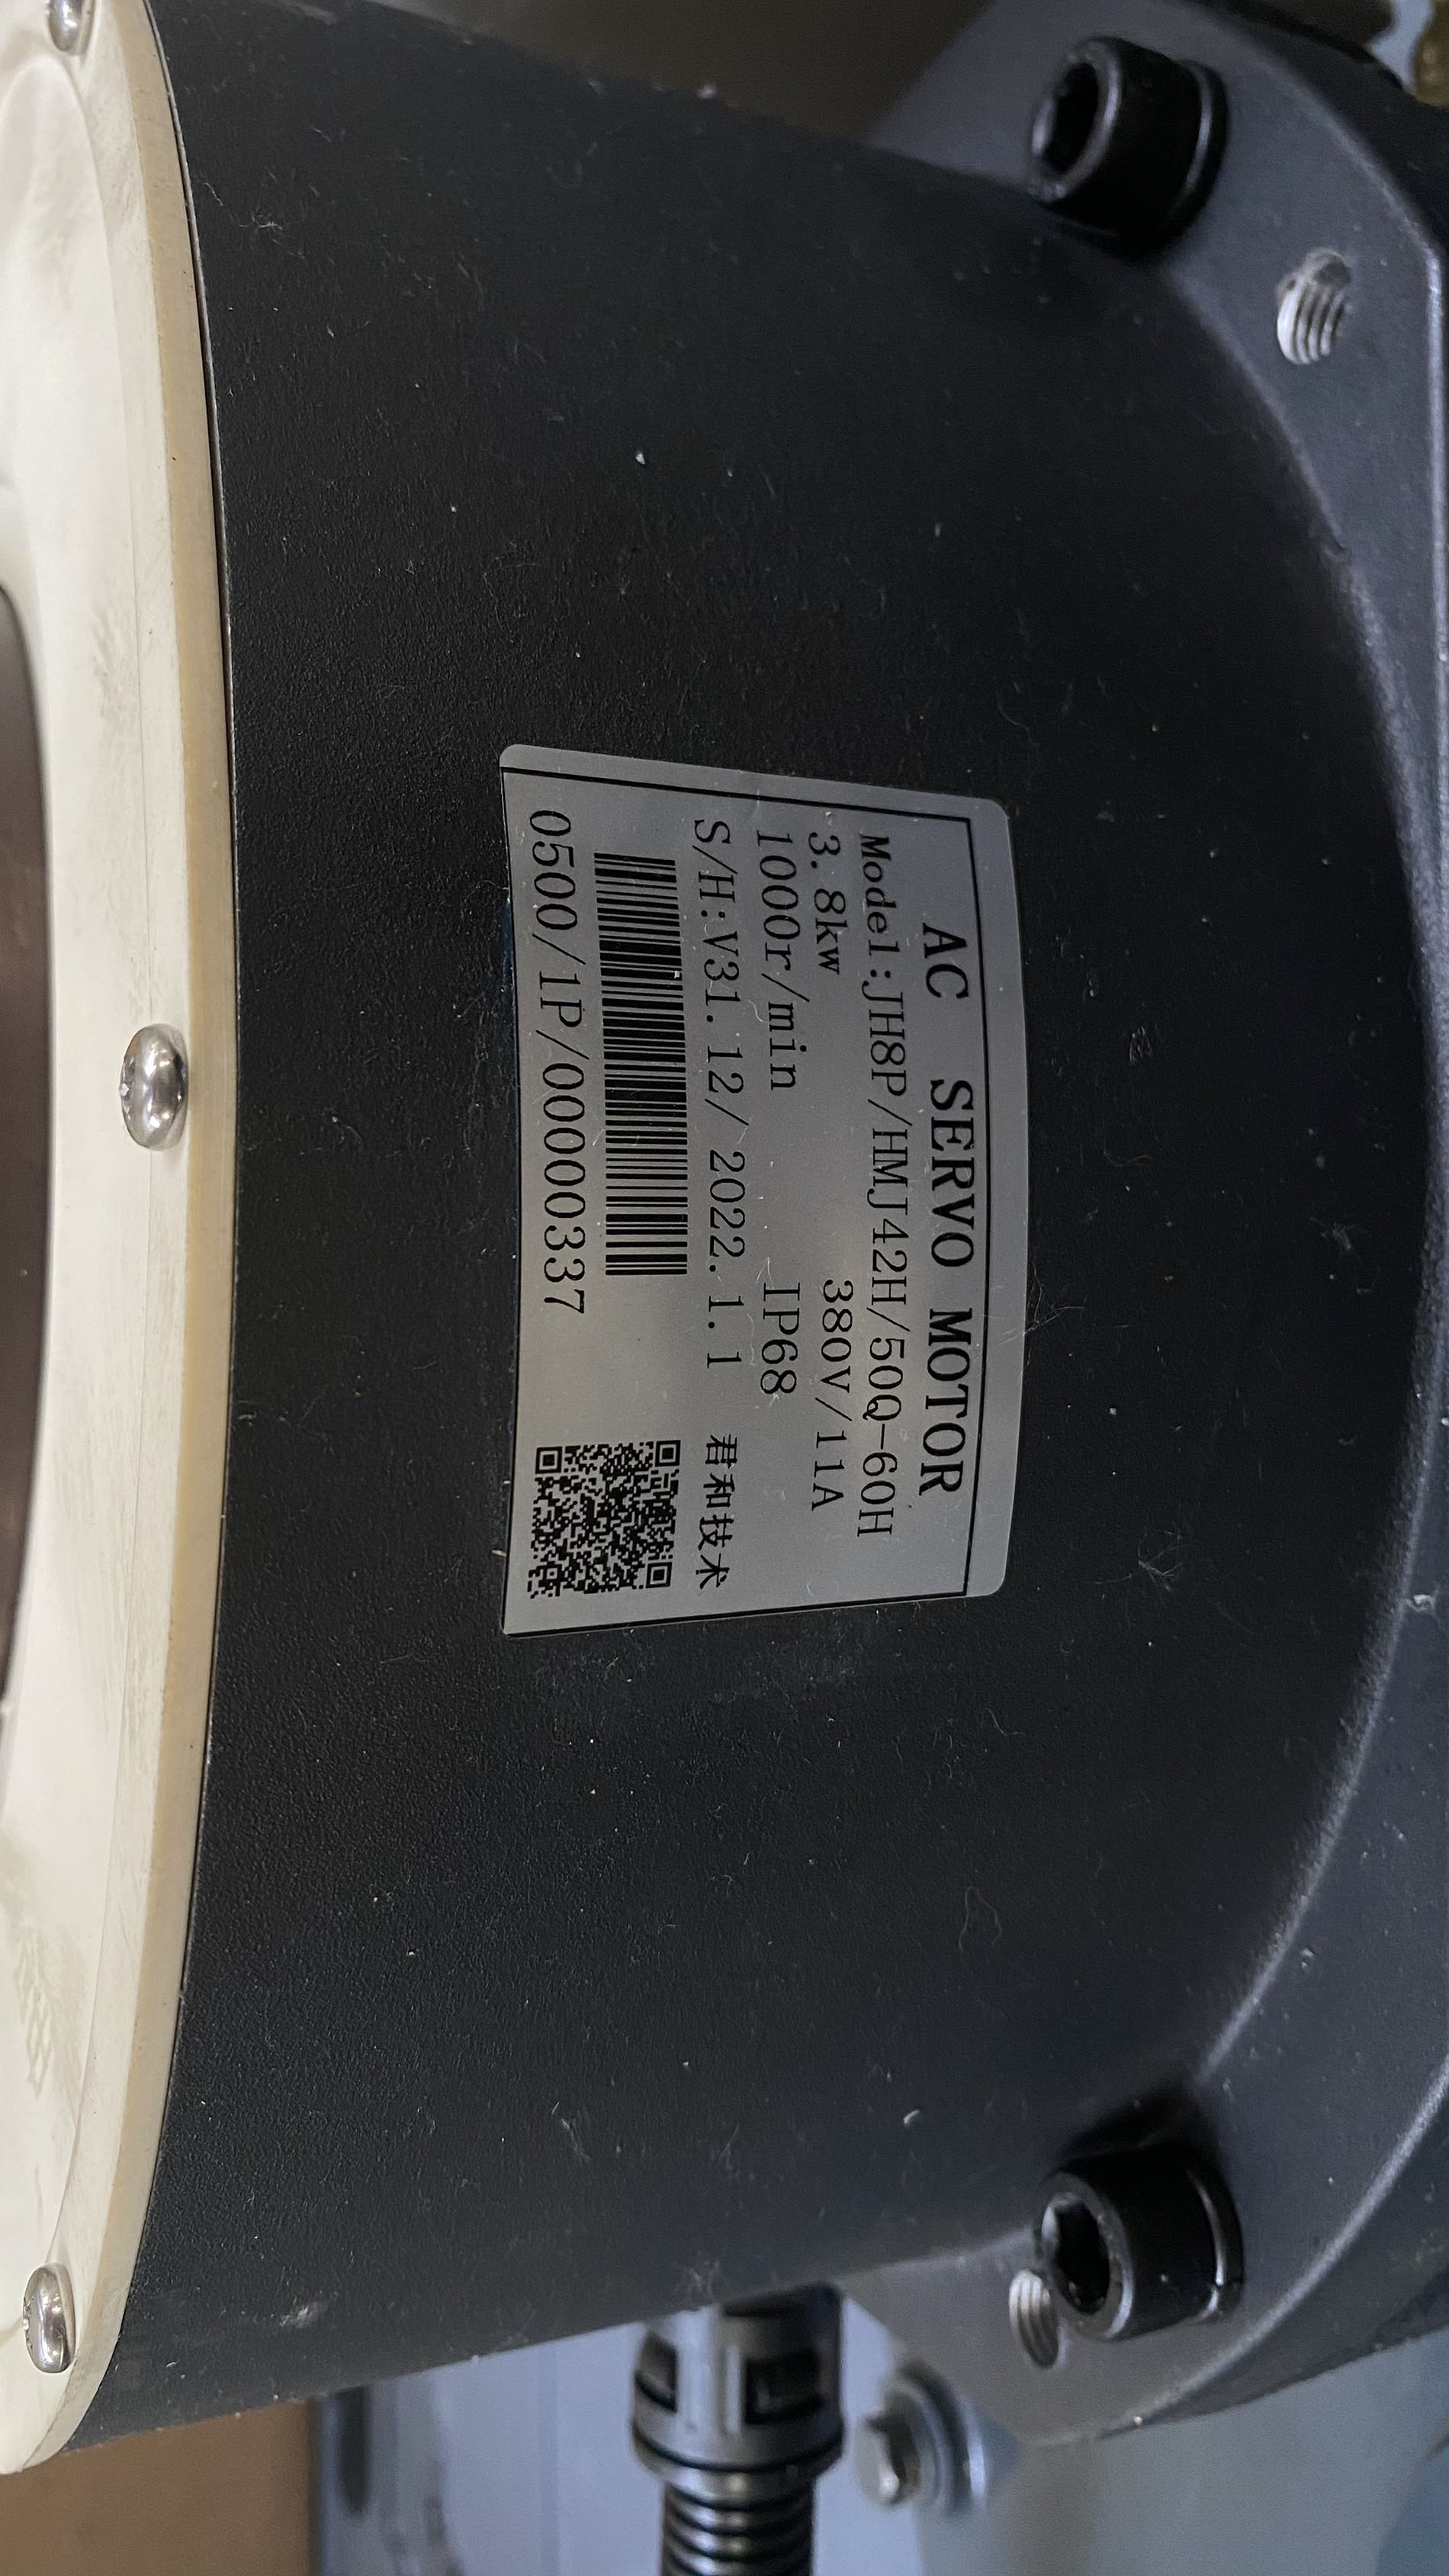 AC SERVO MOTOR
Model:JH8P/HMJ42H/50Q-60H
3.8kw 380V/11A
1000r/min IP68
S/H:V31.12/ 2022.1.1 君和技术
0500/1P/0000337